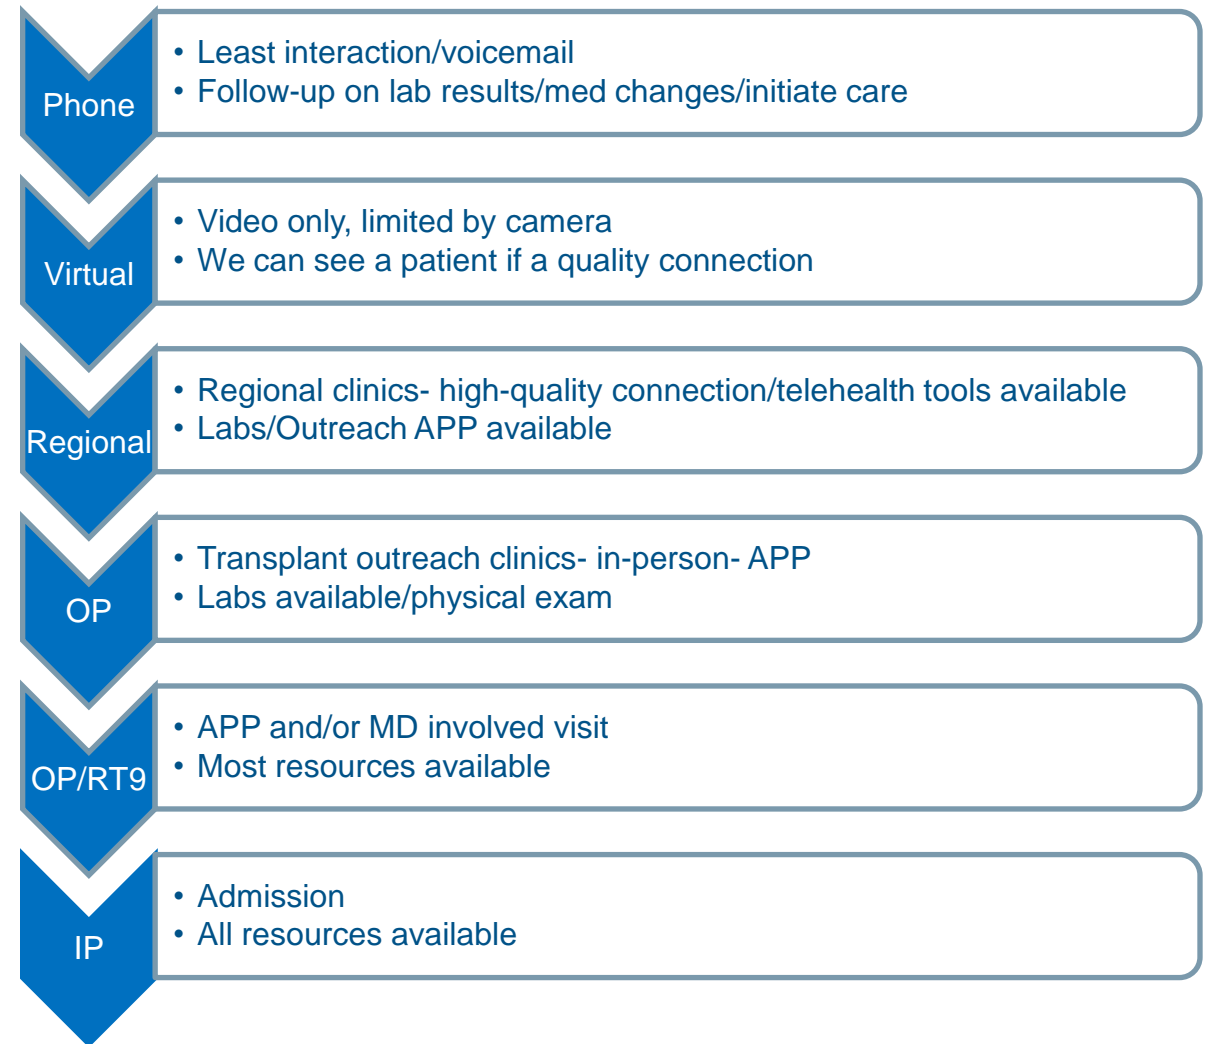 Phone
• Least interaction/voicemail
• Follow-up on lab results/med changes/initiate care
Virtual
• Video only, limited by camera
• We can see a patient if a quality connection
Regional
• Regional clinics- high-quality connection/telehealth tools available
• Labs/Outreach APP available
OP
• Transplant outreach clinics- in-person- APP
• Labs available/physical exam
OP/RT9
• APP and/or MD involved visit
• Most resources available
IP
• Admission
• All resources available